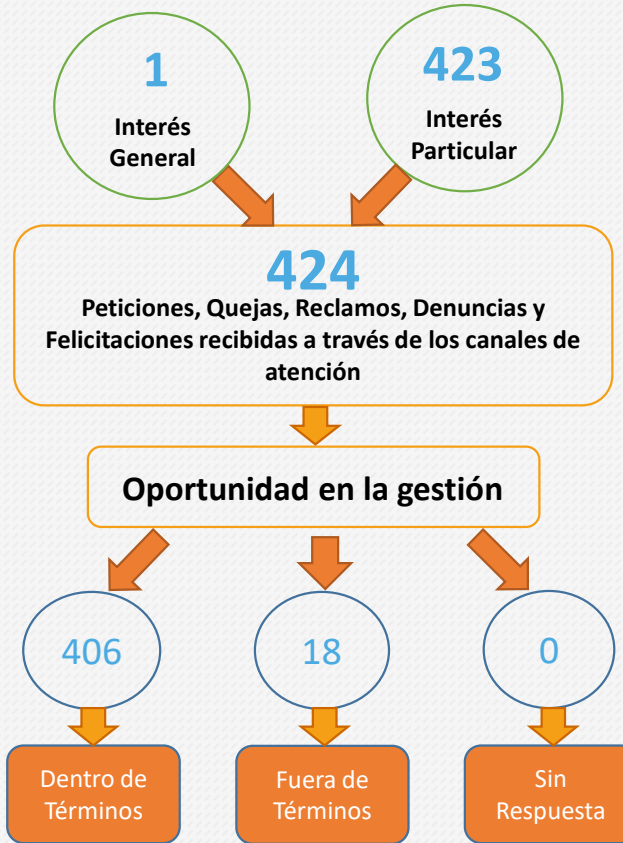 1
Interés
General
423
Interés
Particular
424
Peticiones, Quejas, Reclamos, Denuncias y
Felicitaciones recibidas a través de los canales de
atención
Oportunidad en la gestión
406
18
0
Dentro de
Términos
Fuera de
Términos
Sin
Respuesta